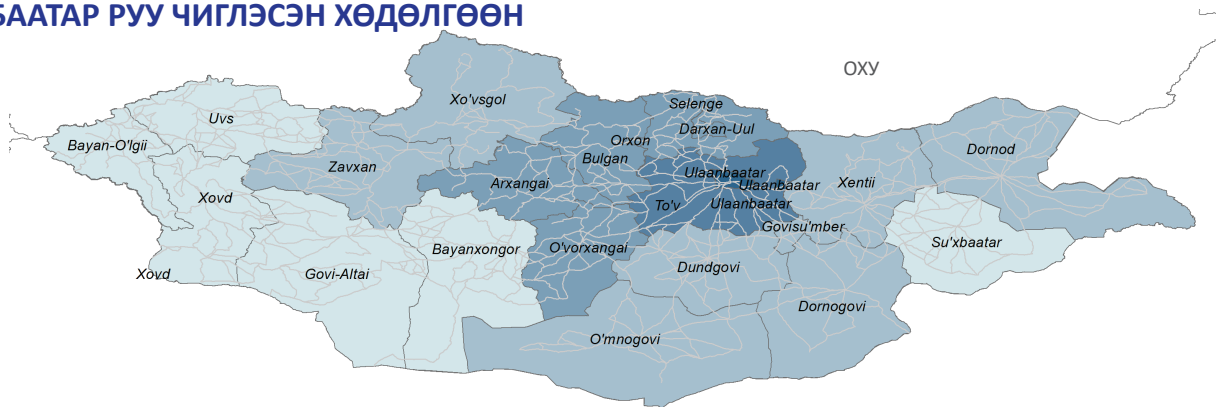 БААТАР РУУ ЧИГЛЭСЭН ХӨДӨЛГӨӨН
ОХУ
Xo'vsgol
Selenge
Uvs
Darxan-Uul
Orxon
Bayan-O'lgii
Dornod
Bulgan
Zavxan
Ulaanbaatar
Arxangai
Xentii
Ulaanbaatar
Xovd
To'v
Ulaanbaatar
Govisu'mber
Su'xbaatar
O'vorxangai
Bayanxongor
Dundgovi
Xovd
Govi-Altai
Dornogovi
O'mnogovi